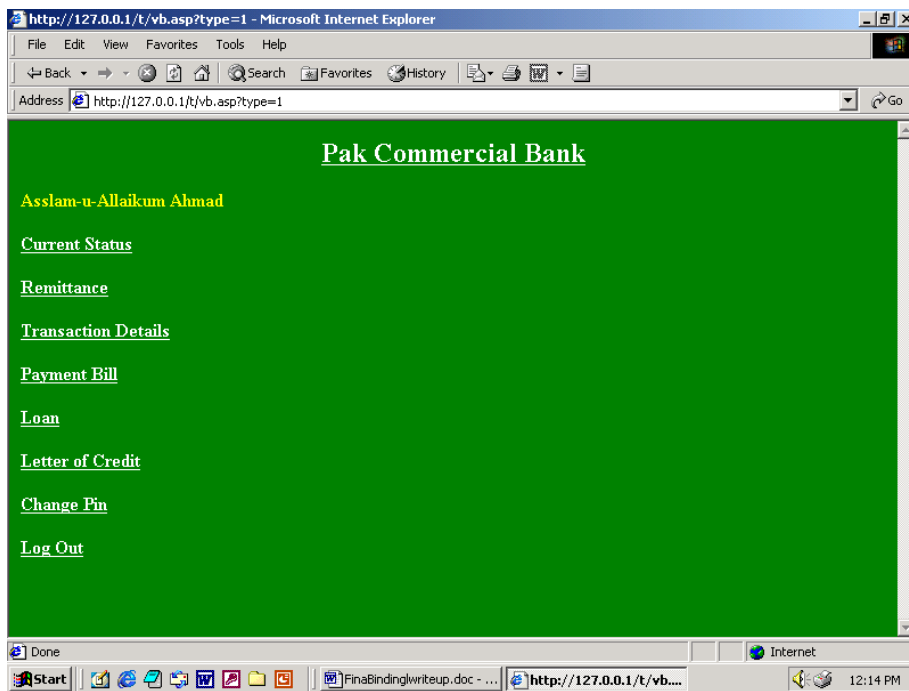 http://127.0.0.1/t/vb.asp?type=1 - Microsoft Internet Explorer
File Edit View Favorites Tools Help
Back Search Favorites History
Address http://127.0.0.1/t/vb.asp?type=1 Go
Pak Commercial Bank
Asslam-u-Allaikum Ahmad
Current Status
Remittance
Transaction Details
Payment Bill
Loan
Letter of Credit
Change Pin
Log Out
Done Internet
Start FinaBindinglwriteup.doc - ... http://127.0.0.1/t/vb.... 12:14 PM